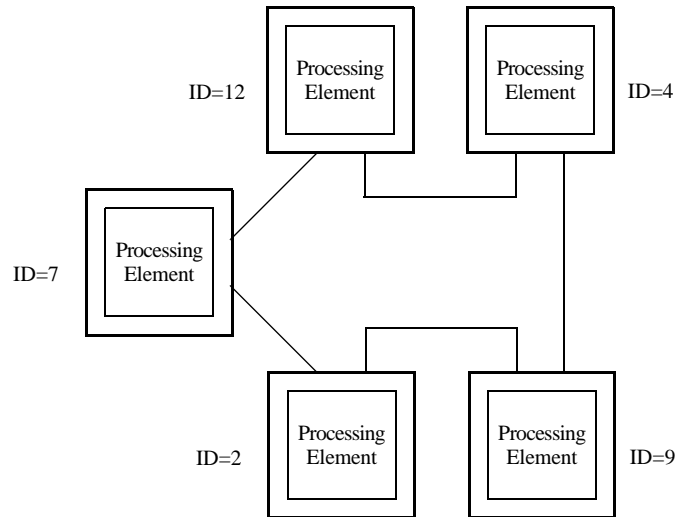 Processing
Element
ID=12
Processing
Element
ID=4
Processing
Element
ID=7
Processing
Element
ID=2
Processing
Element
ID=9